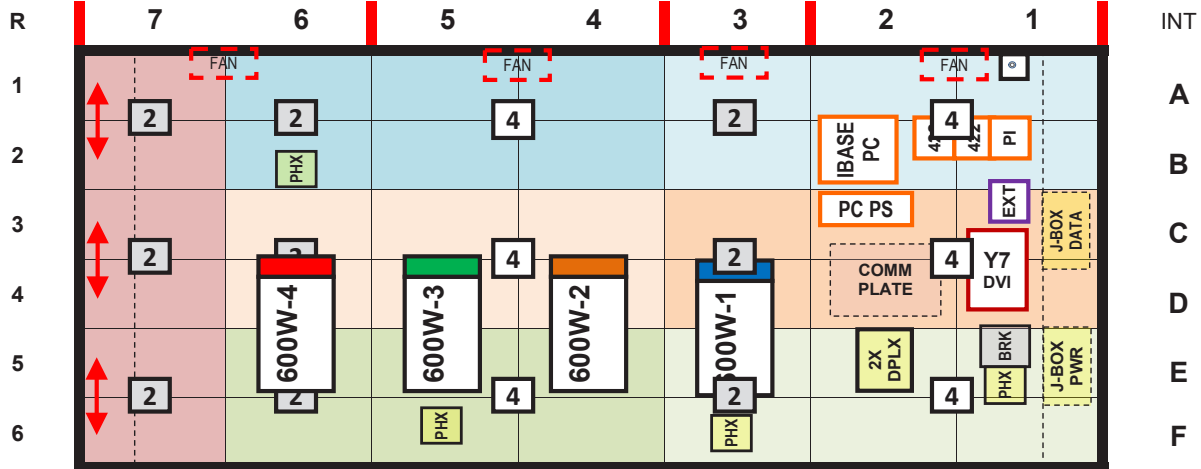 R 7 6 5 4 3 2 1 INT
FAN FAN FAN FAN
1 A
2 2 4 2 4
2 B
PHX
IBASE
PC
422
PI
3 C
PC PS
EXT
J-BOX
DATA
2 4 2 4
Y7
DVI
COMM
PLATE
4 D
600W-4
600W-3
600W-2
600W-1
5 E
2X
DPLX
BRK
PHX
J-BOX
PWR
2 2 4 2 4
6 F
PHX
PHX